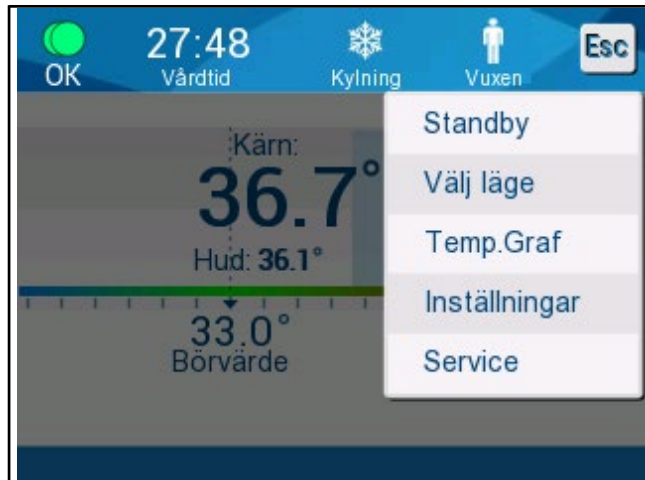 OK
27:48
Vårdtid
Kylning
Vuxen
Esc
Kärn:
36.7°
Hud: 36.1°
33.0°
Börvärde
Standby
Välj läge
Temp.Graf
Inställningar
Service